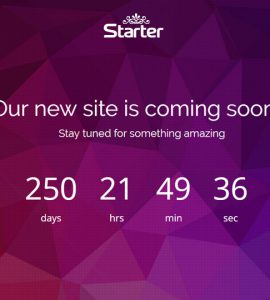 Starter
Our new site is coming soon
Stay tuned for something amazing
250 21 49 36
days hrs min sec